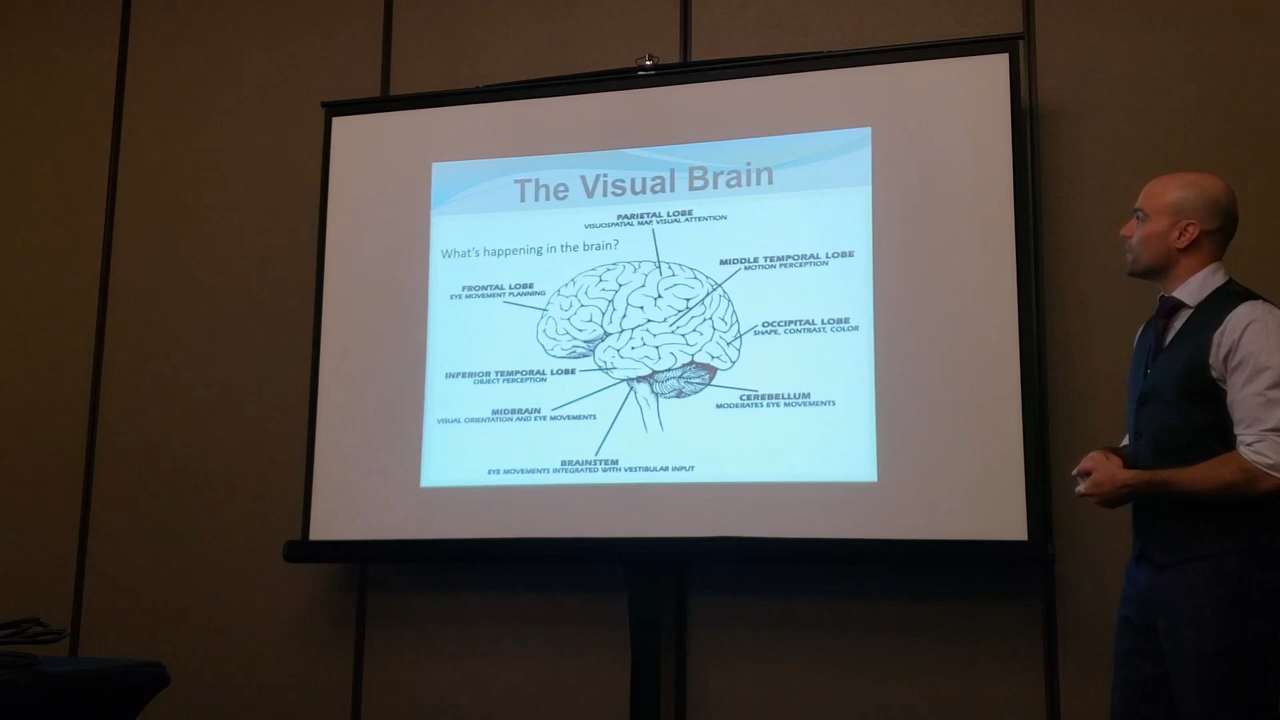 The Visual Brain
PARIETAL LOBE
VISUOSPATIAL MAP, VISUAL ATTENTION
What's happening in the brain?
MIDDLE TEMPORAL LOBE
MOTION PERCEPTION
FRONTAL LOBE
EYE MOVEMENT PLANNING
OCCIPITAL LOBE
SHAPE, CONTRAST, COLOR
INFERIOR TEMPORAL LOBE
OBJECT PERCEPTION
CEREBELLUM
MODERATES EYE MOVEMENTS
MIDBRAIN
VISUAL ORIENTATION AND EYE MOVEMENTS
BRAINSTEM
EYE MOVEMENTS INTEGRATED WITH VESTIBULAR INPUT